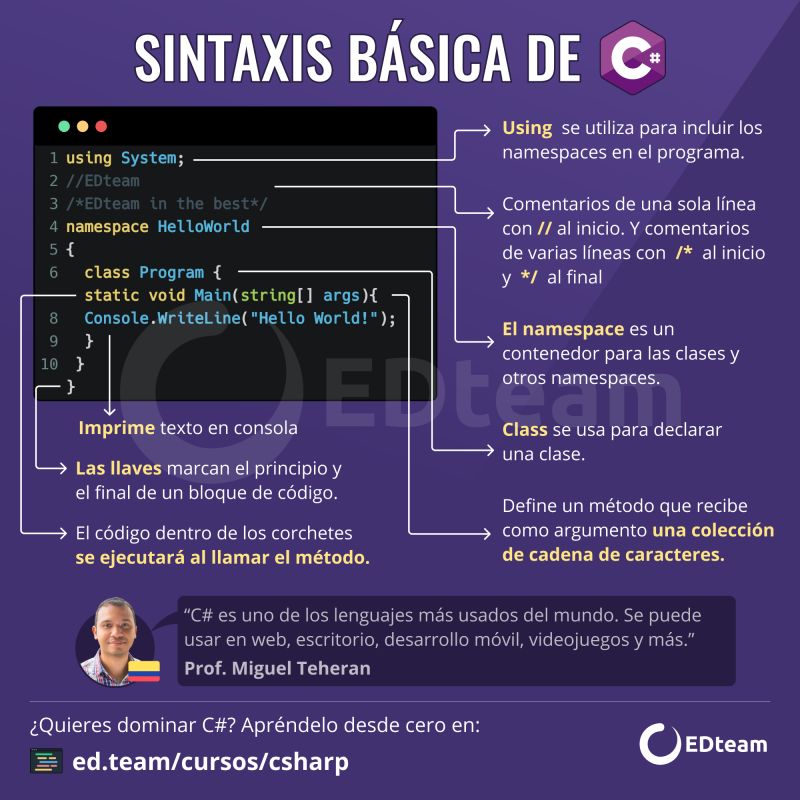 SINTAXIS BÁSICA DE C#
1 using System;
2 //EDteam
3 /*EDteam in the best*/
4 namespace HelloWorld
5 {
6 class Program {
static void Main(string[] args){
8 Console.WriteLine("Hello World!");
9 }
10 }
}
Using se utiliza para incluir los
namespaces en el programa.
Comentarios de una sola línea
con // al inicio. Y comentarios
de varias líneas con /* al inicio
y */ al final
El namespace es un
contenedor para las clases y
otros namespaces.
Class se usa para declarar
una clase.
Define un método que recibe
como argumento una colección
de cadena de caracteres.
Imprime texto en consola
Las llaves marcan el principio y
el final de un bloque de código.
El código dentro de los corchetes
se ejecutará al llamar el método.
EDteam
“C# es uno de los lenguajes más usados del mundo. Se puede
usar en web, escritorio, desarrollo móvil, videojuegos y más.”
Prof. Miguel Teheran
¿Quieres dominar C#? Apréndelo desde cero en:
ed.team/cursos/csharp
EDteam